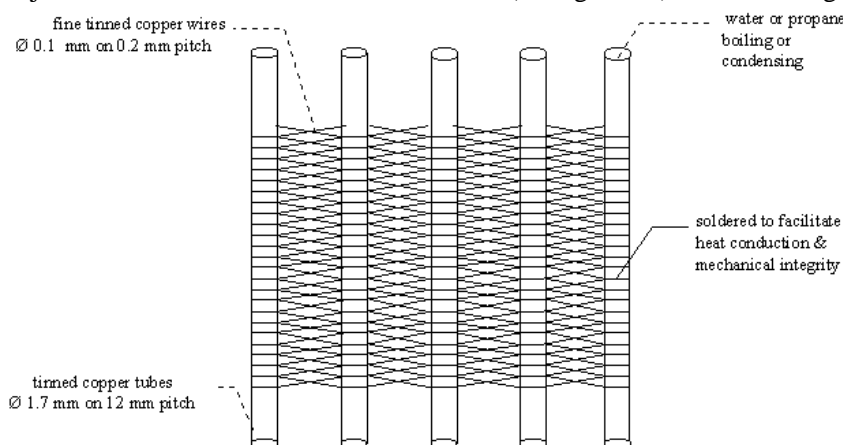 fine tinned copper wires
Ø 0.1 mm on 0.2 mm pitch
water or propane
boiling or
condensing
soldered to facilitate
heat conduction &
mechanical integrity
tinned copper tubes
Ø 1.7 mm on 12 mm pitch